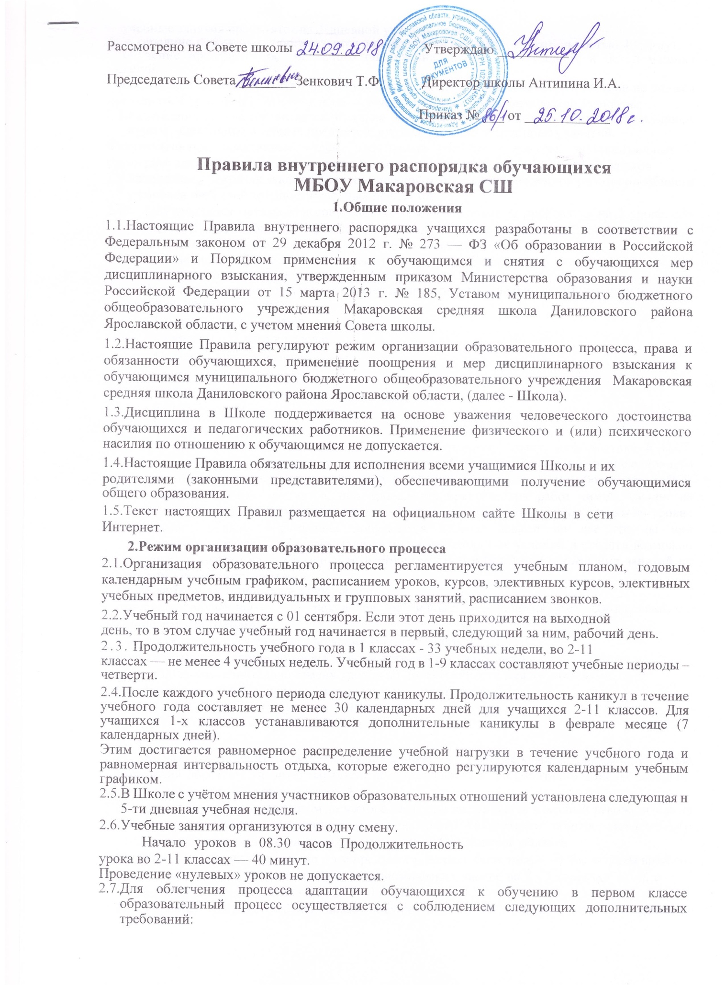 Рассмотрено на Совете школы 24.09.2018
Утверждаю
Председатель Совета Зенкович Т.Ф.
Директор школы Антипина И.А.
Приказ № 86/1 от 25.10.2018 г.
ДЛЯ
ДОКУМЕНТОВ
Правила внутреннего распорядка обучающихся
МБОУ Макаровская СШ
1.Общие положения
1.1.Настоящие Правила внутреннего распорядка учащихся разработаны в соответствии с
Федеральным законом от 29 декабря 2012 г. № 273 — ФЗ «Об образовании в Российской
Федерации» и Порядком применения к обучающимся и снятия с обучающихся мер
дисциплинарного взыскания, утвержденным приказом Министерства образования и науки
Российской Федерации от 15 марта 2013 г. № 185, Уставом муниципального бюджетного
общеобразовательного учреждения Макаровская средняя школа Даниловского района
Ярославской области, с учетом мнения Совета школы.
1.2.Настоящие Правила регулируют режим организации образовательного процесса, права и
обязанности обучающихся, применение поощрения и мер дисциплинарного взыскания к
обучающимся муниципального бюджетного общеобразовательного учреждения Макаровская
средняя школа Даниловского района Ярославской области, (далее - Школа).
1.3.Дисциплина в Школе поддерживается на основе уважения человеческого достоинства
обучающихся и педагогических работников. Применение физического и (или) психического
насилия по отношению к обучающимся не допускается.
1.4.Настоящие Правила обязательны для исполнения всеми учащимися Школы и их
родителями (законными представителями), обеспечивающими получение обучающимися
общего образования.
1.5.Текст настоящих Правил размещается на официальном сайте Школы в сети
Интернет.
2.Режим организации образовательного процесса
2.1.Организация образовательного процесса регламентируется учебным планом, годовым
календарным учебным графиком, расписанием уроков, курсов, элективных курсов, элективных
учебных предметов, индивидуальных и групповых занятий, расписанием звонков.
2.2.Учебный год начинается с 01 сентября. Если этот день приходится на выходной
день, то в этом случае учебный год начинается в первый, следующий за ним, рабочий день.
2.3. Продолжительность учебного года в 1 классах - 33 учебных недели, во 2-11
классах — не менее 4 учебных недель. Учебный год в 1-9 классах составляют учебные периоды –
четверти.
2.4.После каждого учебного периода следуют каникулы. Продолжительность каникул в течение
учебного года составляет не менее 30 календарных дней для учащихся 2-11 классов. Для
учащихся 1-х классов устанавливаются дополнительные каникулы в феврале месяце (7
календарных дней).
Этим достигается равномерное распределение учебной нагрузки в течение учебного года и
равномерная интервальность отдыха, которые ежегодно регулируются календарным учебным
графиком.
2.5.В Школе с учётом мнения участников образовательных отношений установлена следующая н
5-ти дневная учебная неделя.
2.6.Учебные занятия организуются в одну смену.
Начало уроков в 08.30 часов Продолжительность
урока во 2-11 классах — 40 минут.
Проведение «нулевых» уроков не допускается.
2.7.Для облегчения процесса адаптации обучающихся к обучению в первом классе
образовательный процесс осуществляется с соблюдением следующих дополнительных
требований: